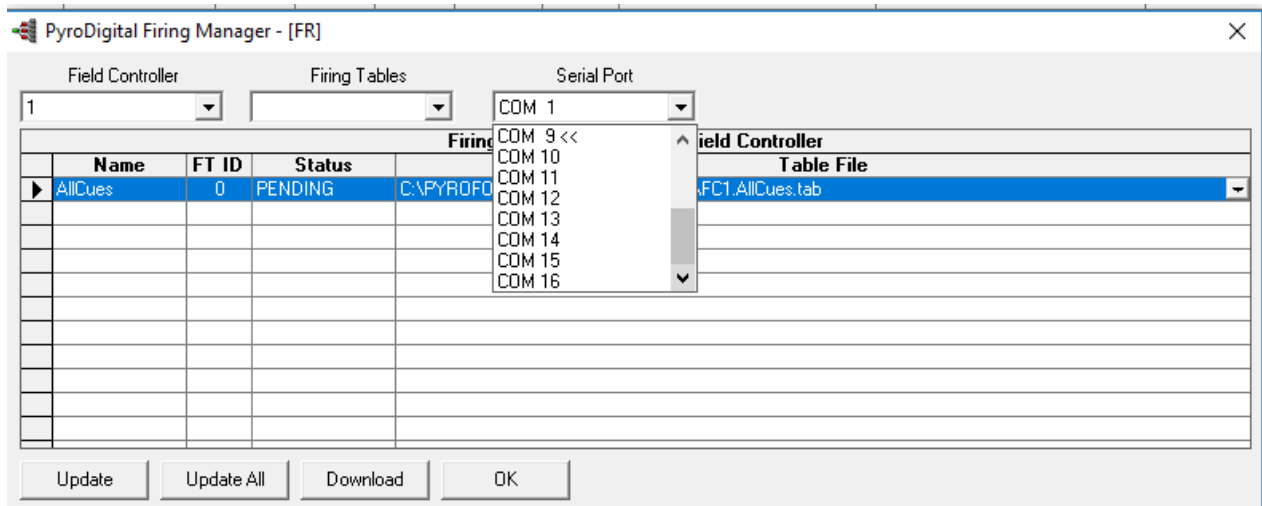 PyroDigital Firing Manager - [FR]
Field Controller Firing Tables Serial Port
1 COM 1
Firing ield Controller
Name FT ID Status Table File
AllCues 0 PENDING C:\PYROFO \FC1.AllCues.tab
COM 9 <<
COM 10
COM 11
COM 12
COM 13
COM 14
COM 15
COM 16
Update Update All Download OK